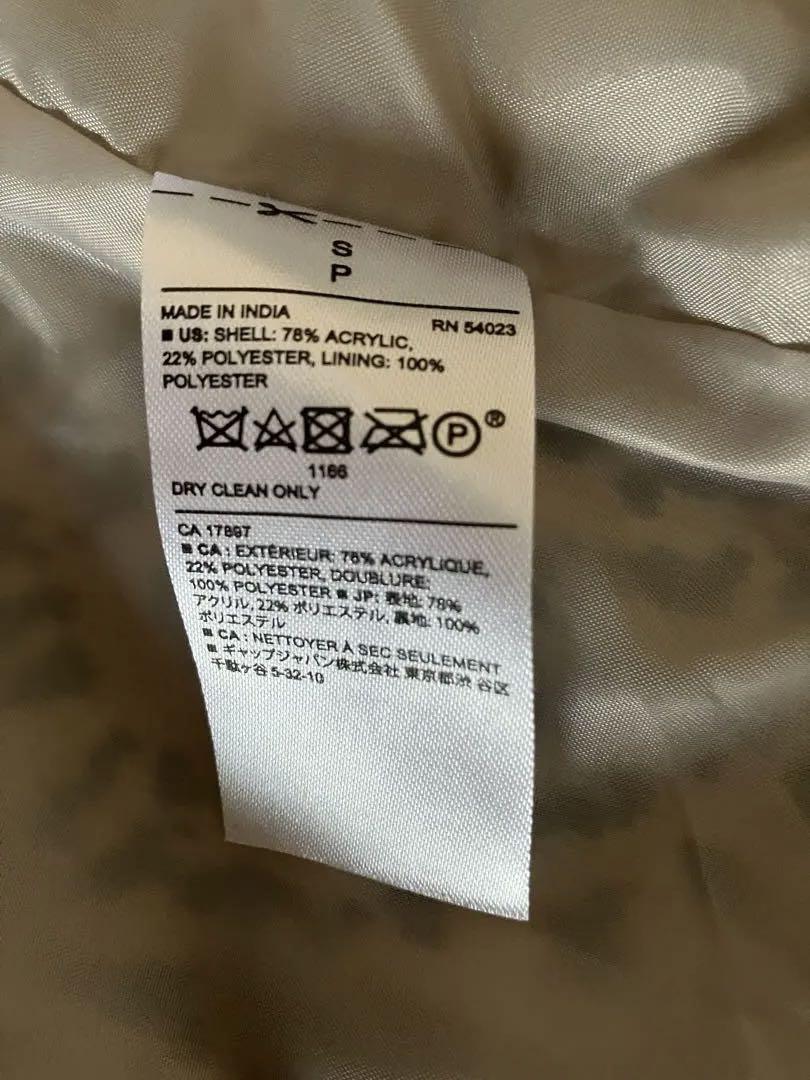 S
P
MADE IN INDIA
RN 54023
■ US: SHELL: 78% ACRYLIC,
22% POLYESTER, LINING: 100%
POLYESTER
P ®
1166
DRY CLEAN ONLY
CA 17897
■ CA : EXTÉRIEUR: 78% ACRYLIQUE,
22% POLYESTER, DOUBLURE:
100% POLYESTER ■ JP: 表地: 78%
アクリル, 22% ポリエステル, 裏地: 100%
ポリエステル
■ CA : NETTOYER À SEC SEULEMENT
■ ギャップジャパン株式会社 東京都渋 谷区
千駄ヶ谷 5-32-10